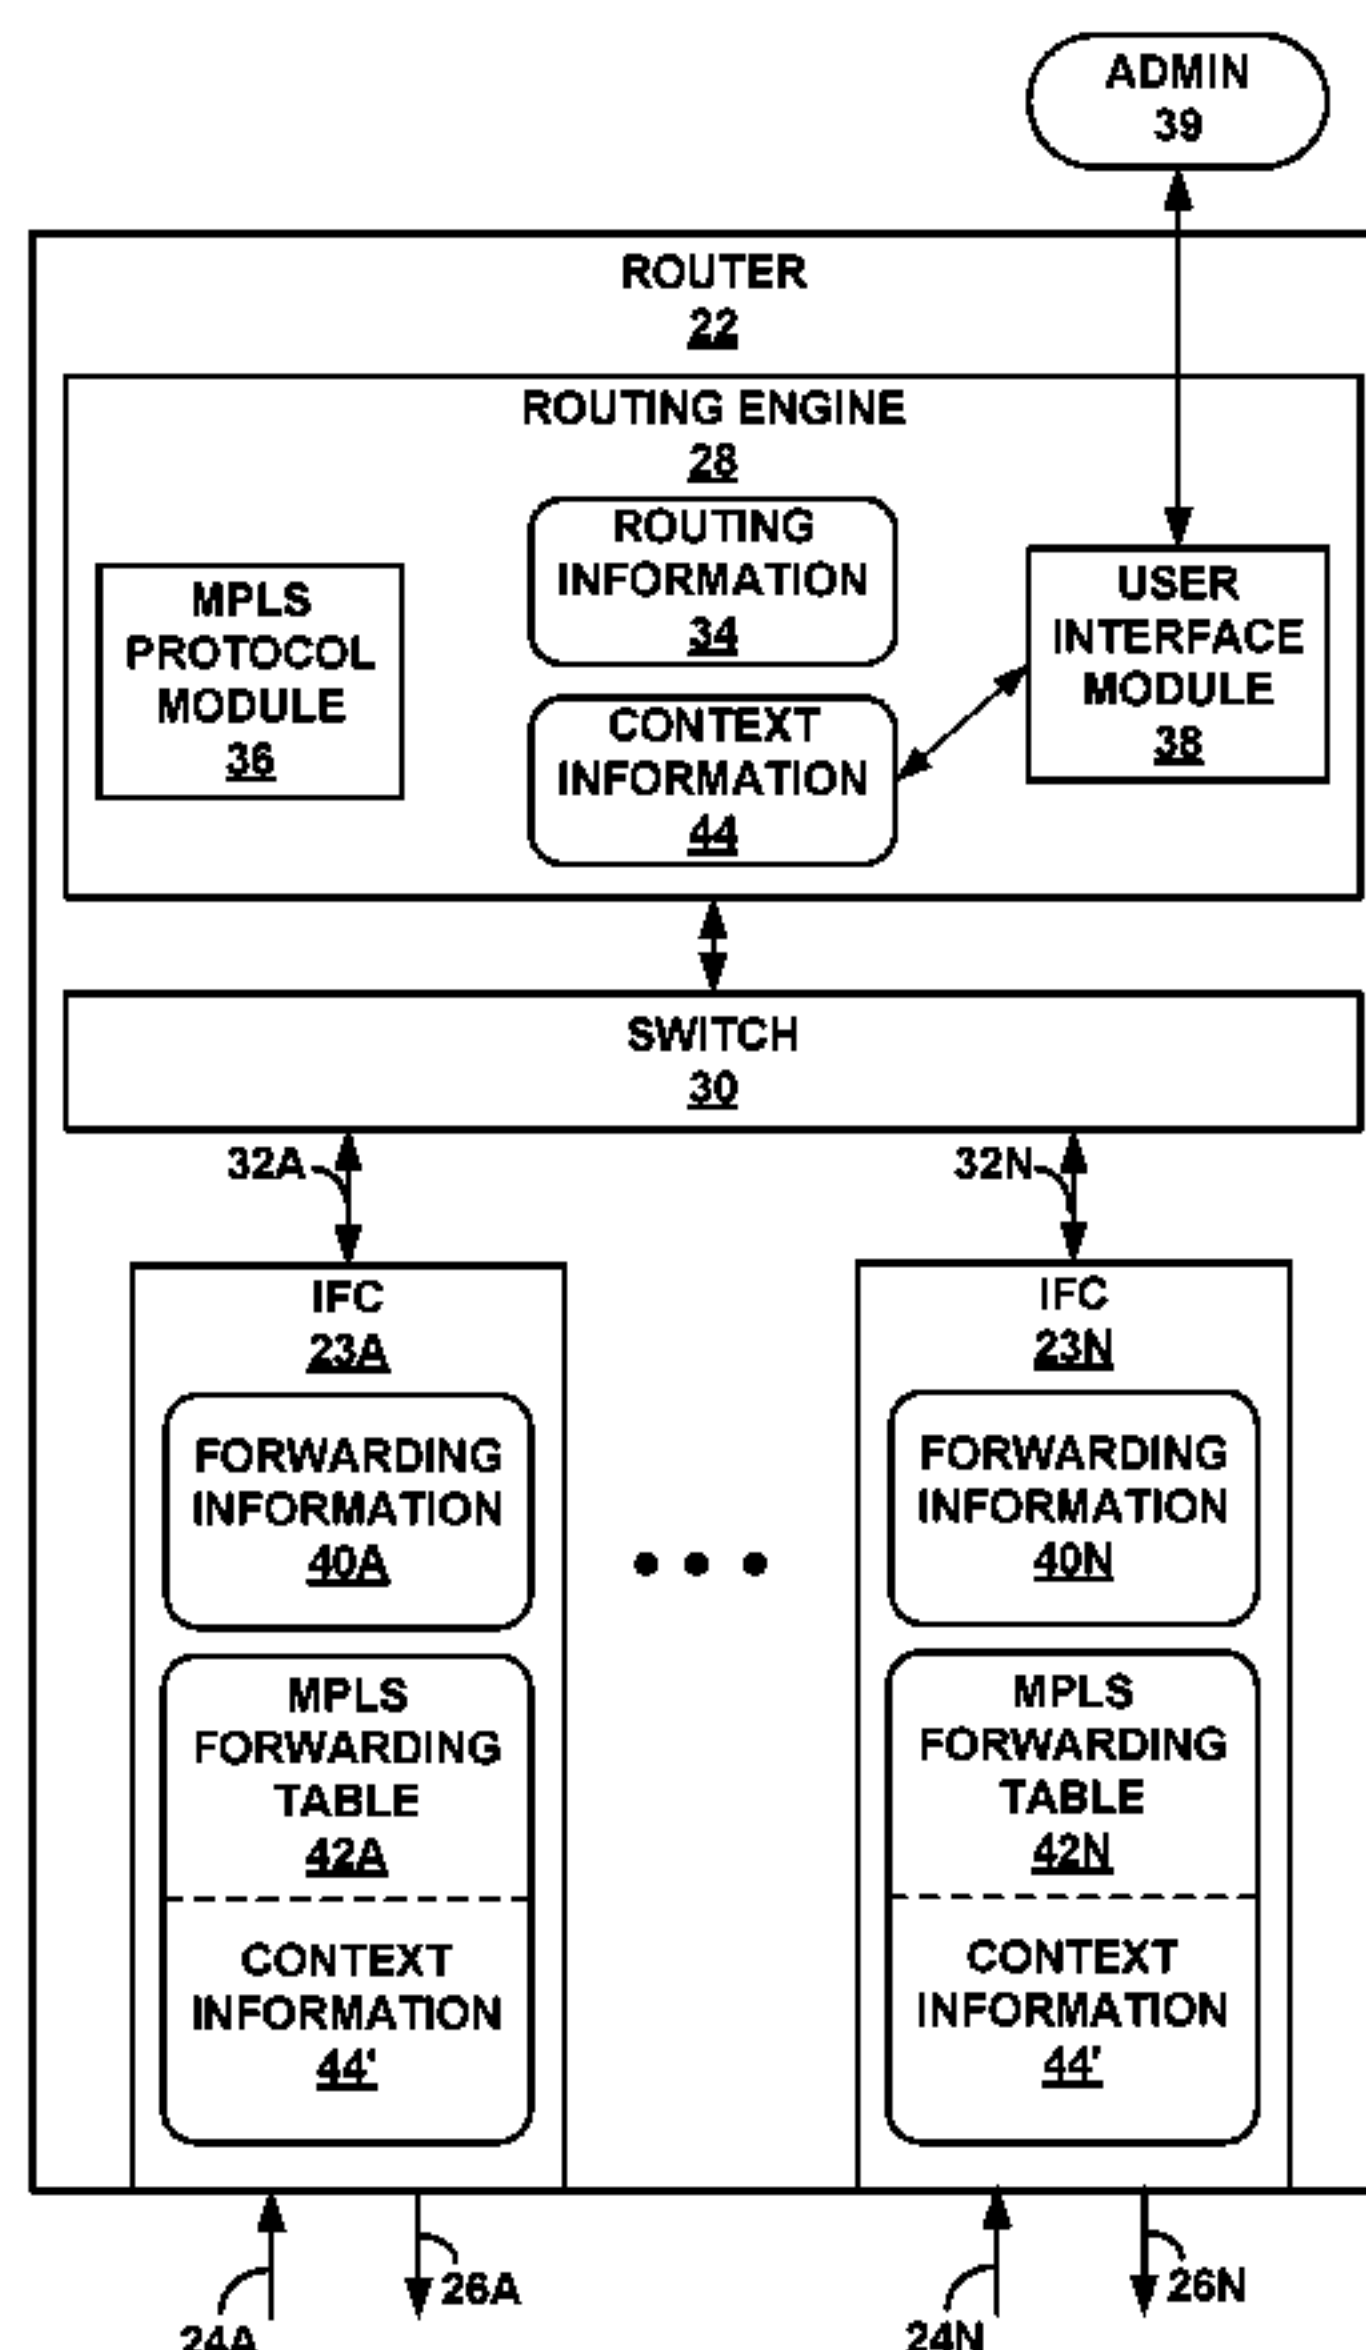 ADMIN
39
ROUTER
22
ROUTING ENGINE
28
ROUTING
INFORMATION
34
MPLS
PROTOCOL
MODULE
36
CONTEXT
INFORMATION
44
USER
INTERFACE
MODULE
38
SWITCH
30
32A
32N
IFC
23A
FORWARDING
INFORMATION
40A
MPLS
FORWARDING
TABLE
42A
CONTEXT
INFORMATION
44'
IFC
23N
FORWARDING
INFORMATION
40N
MPLS
FORWARDING
TABLE
42N
CONTEXT
INFORMATION
44'
24A
26A
24N
26N